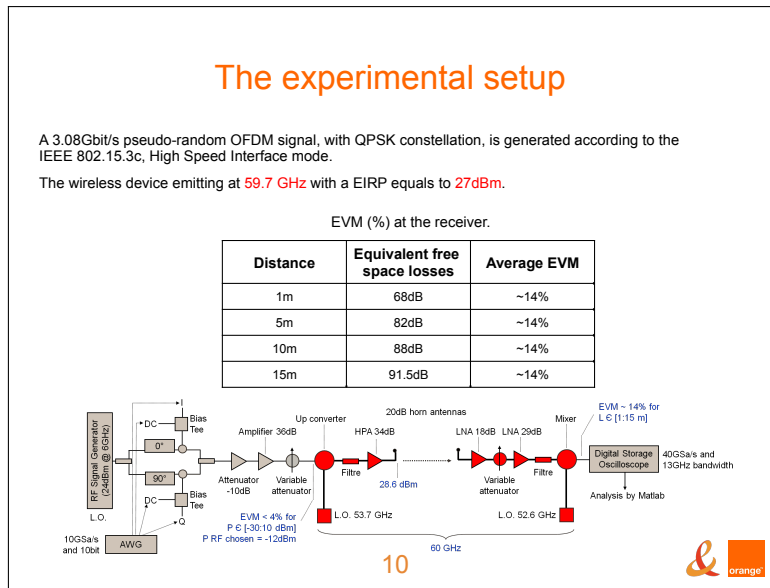 The experimental setup
A 3.08Gbit/s pseudo-random OFDM signal, with QPSK constellation, is generated according to the
IEEE 802.15.3c, High Speed Interface mode.
The wireless device emitting at 59.7 GHz with a EIRP equals to 27dBm.
EVM (%) at the receiver.
Distance Equivalent free space losses Average EVM
1m 68dB ~14%
5m 82dB ~14%
10m 88dB ~14%
15m 91.5dB ~14%
RF Signal Generator
(24dBm @ 6GHz)
L.O.
I
DC
Bias
Tee
0°
90°
DC
Bias
Tee
Q
10GSa/s
and 10bit
AWG
Amplifier 36dB
Attenuator
-10dB
Variable
attenuator
Up converter
EVM < 4% for
P Є [-30:10 dBm]
P RF chosen = -12dBm
HPA 34dB
Filtre
L.O. 53.7 GHz
20dB horn antennas
28.6 dBm
60 GHz
LNA 18dB
LNA 29dB
Variable
attenuator
Filtre
Mixer
L.O. 52.6 GHz
EVM ~ 14% for
L Є [1:15 m]
Digital Storage
Oscilloscope
40GSa/s and
13GHz bandwidth
Analysis by Matlab
10
&
orange™